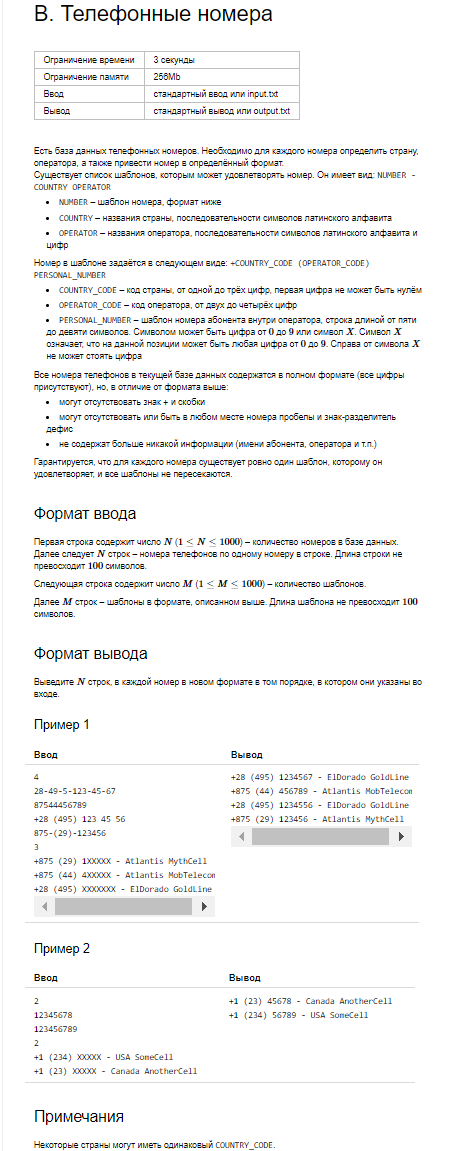 B. Телефонные номера
Ограничение времени 3 секунды
Ограничение памяти 256Mb
Ввод стандартный ввод или input.txt
Вывод стандартный вывод или output.txt
Есть база данных телефонных номеров. Необходимо для каждого номера определить страну,
оператора, а также привести номер в определённый формат.
Существует список шаблонов, которым может удовлетворять номер. Он имеет вид: NUMBER -
COUNTRY OPERATOR
• NUMBER – шаблон номера, формат ниже
• COUNTRY – названия страны, последовательности символов латинского алфавита
• OPERATOR – названия оператора, последовательности символов латинского алфавита и
цифр
Номер в шаблоне задаётся в следующем виде: +COUNTRY_CODE (OPERATOR_CODE)
PERSONAL_NUMBER
• COUNTRY_CODE – код страны, от одной до трёх цифр, первая цифра не может быть нулём
• OPERATOR_CODE – код оператора, от двух до четырёх цифр
• PERSONAL_NUMBER – шаблон номера абонента внутри оператора, строка длиной от пяти
до девяти символов. Символом может быть цифра от 0 до 9 или символ X. Символ X
означает, что на данной позиции может быть любая цифра от 0 до 9. Справа от символа X
не может стоять цифра
Все номера телефонов в текущей базе данных содержатся в полном формате (все цифры
присутствуют), но, в отличие от формата выше:
• могут отсутствовать знак + и скобки
• могут отсутствовать или быть в любом месте номера пробелы и знак-разделитель
дефис
• не содержат больше никакой информации (имени абонента, оператора и т.п.)
Гарантируется, что для каждого номера существует ровно один шаблон, которому он
удовлетворяет, и все шаблоны не пересекаются.
Формат ввода
Первая строка содержит число N (1 ≤ N ≤ 1000) – количество номеров в базе данных.
Далее следует N строк – номера телефонов по одному номеру в строке. Длина строки не
превосходит 100 символов.
Следующая строка содержит число M (1 ≤ M ≤ 1000) – количество шаблонов.
Далее M строк – шаблоны в формате, описанном выше. Длина шаблона не превосходит 100
символов.
Формат вывода
Выведите N строк, в каждой номер в новом формате в том порядке, в котором они указаны во
входе.
Пример 1
Ввод Вывод
4 +28 (495) 1234567 - ElDorado GoldLine
28-49-5-123-45-67 +875 (44) 456789 - Atlantis MobTelecom
87544456789 +28 (495) 1234556 - ElDorado GoldLine
+28 (495) 123 45 56 +875 (29) 123456 - Atlantis MythCell
875-(29)-123456
3
+875 (29) 1XXXXX - Atlantis MythCell
+875 (44) 4XXXXX - Atlantis MobTelecom
+28 (495) XXXXXXX - ElDorado GoldLine
Пример 2
Ввод Вывод
2 +1 (23) 45678 - Canada AnotherCell
12345678 +1 (234) 56789 - USA SomeCell
123456789
2
+1 (234) XXXXX - USA SomeCell
+1 (23) XXXXX - Canada AnotherCell
Примечания
Некоторые страны могут иметь одинаковый COUNTRY_CODE.